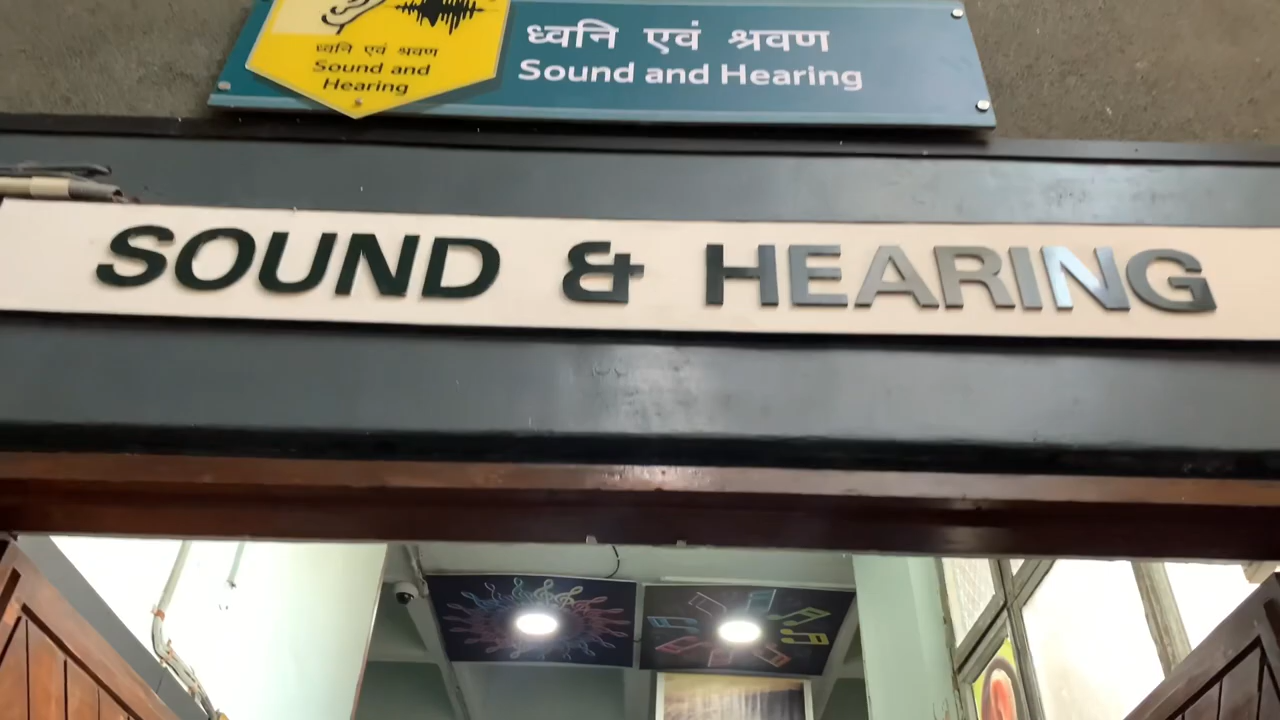 ध्वनि एवं श्रवण
Sound and
Hearing
ध्वनि एवं श्रवण
Sound and Hearing
SOUND & HEARING